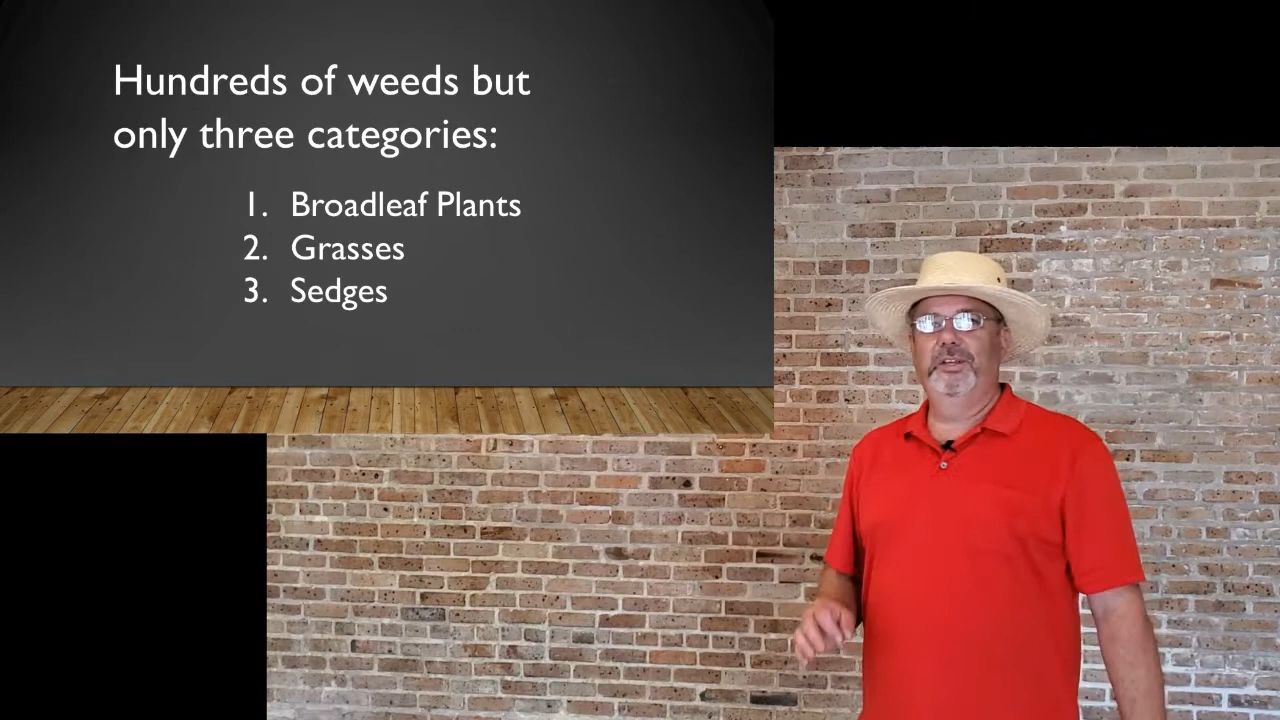 Hundreds of weeds but
only three categories:
1. Broadleaf Plants
2. Grasses
3. Sedges